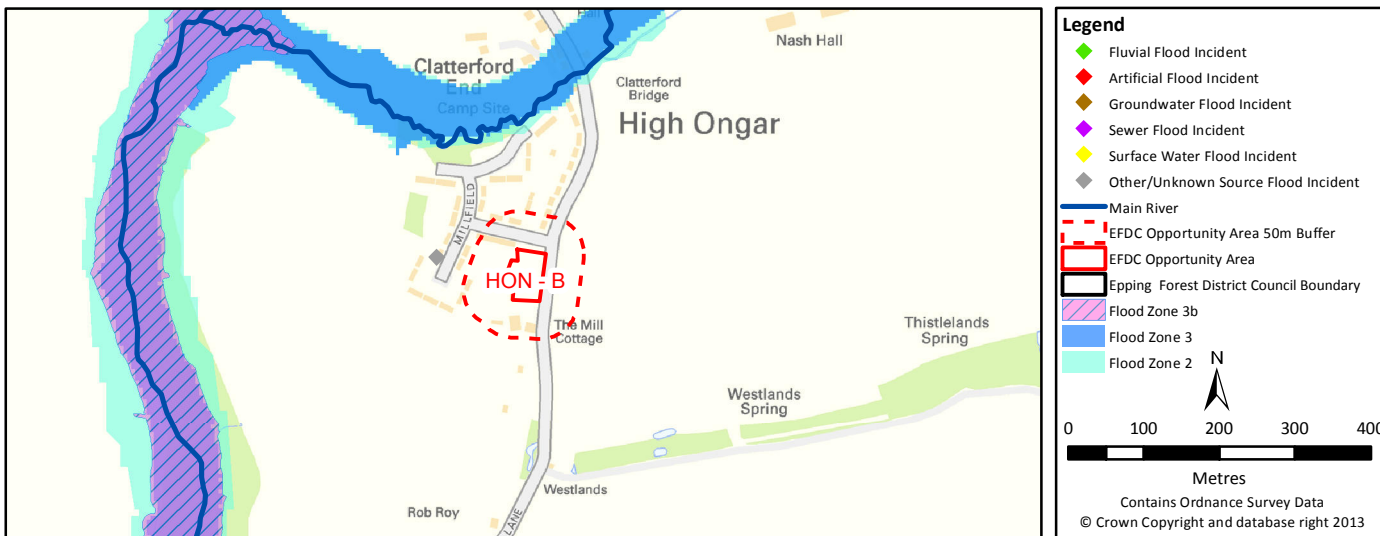 Nash Hall
Clatterford
End
Camp Site
Clatterford
Bridge
High Ongar
MILLFIELD
HON - B
The Mill
Cottage
Thistlelands
Spring
Westlands
Spring
Westlands
Rob Roy
LANE
Legend
Fluvial Flood Incident
Artificial Flood Incident
Groundwater Flood Incident
Sewer Flood Incident
Surface Water Flood Incident
Other/Unknown Source Flood Incident
Main River
EFDC Opportunity Area 50m Buffer
EFDC Opportunity Area
Epping Forest District Council Boundary
Flood Zone 3b
Flood Zone 3
Flood Zone 2
N
0 100 200 300 400
Metres
Contains Ordnance Survey Data
© Crown Copyright and database right 2013